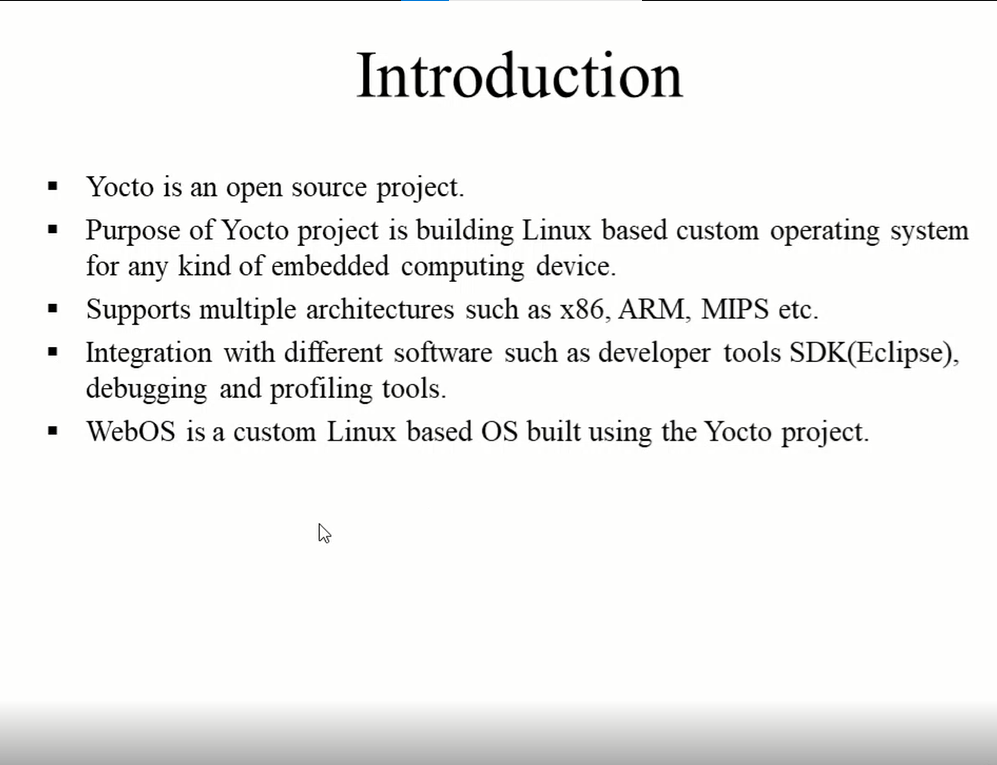 Introduction
▪ Yocto is an open source project.
▪ Purpose of Yocto project is building Linux based custom operating system
for any kind of embedded computing device.
▪ Supports multiple architectures such as x86, ARM, MIPS etc.
▪ Integration with different software such as developer tools SDK(Eclipse),
debugging and profiling tools.
▪ WebOS is a custom Linux based OS built using the Yocto project.